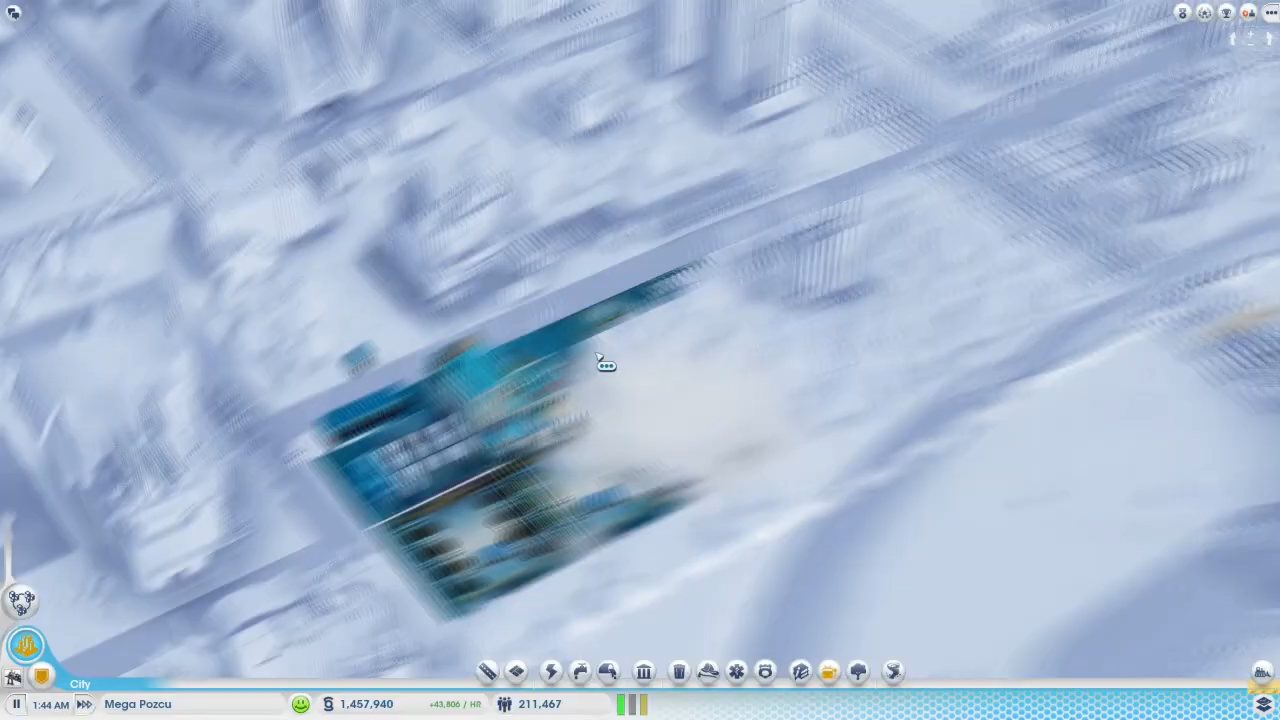 City
1:44 AM
Mega Pozcu
1,457,940
+43,806 / HR
211,467